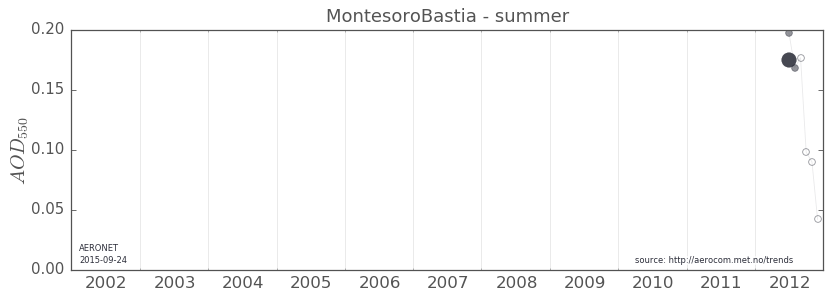 MontesoroBastia - summer
0.20
0.15
0.10
0.05
0.00
AOD550
AERONET
2015-09-24
source: http://aerocom.met.no/trends
2002 2003 2004 2005 2006 2007 2008 2009 2010 2011 2012